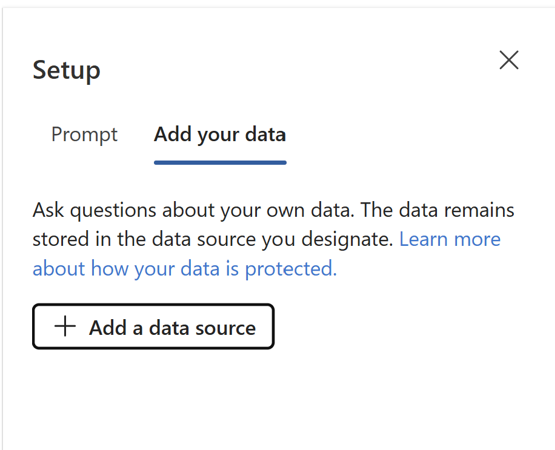 Setup
Prompt
Add your data
Ask questions about your own data. The data remains
stored in the data source you designate. Learn more
about how your data is protected.
Add a data source